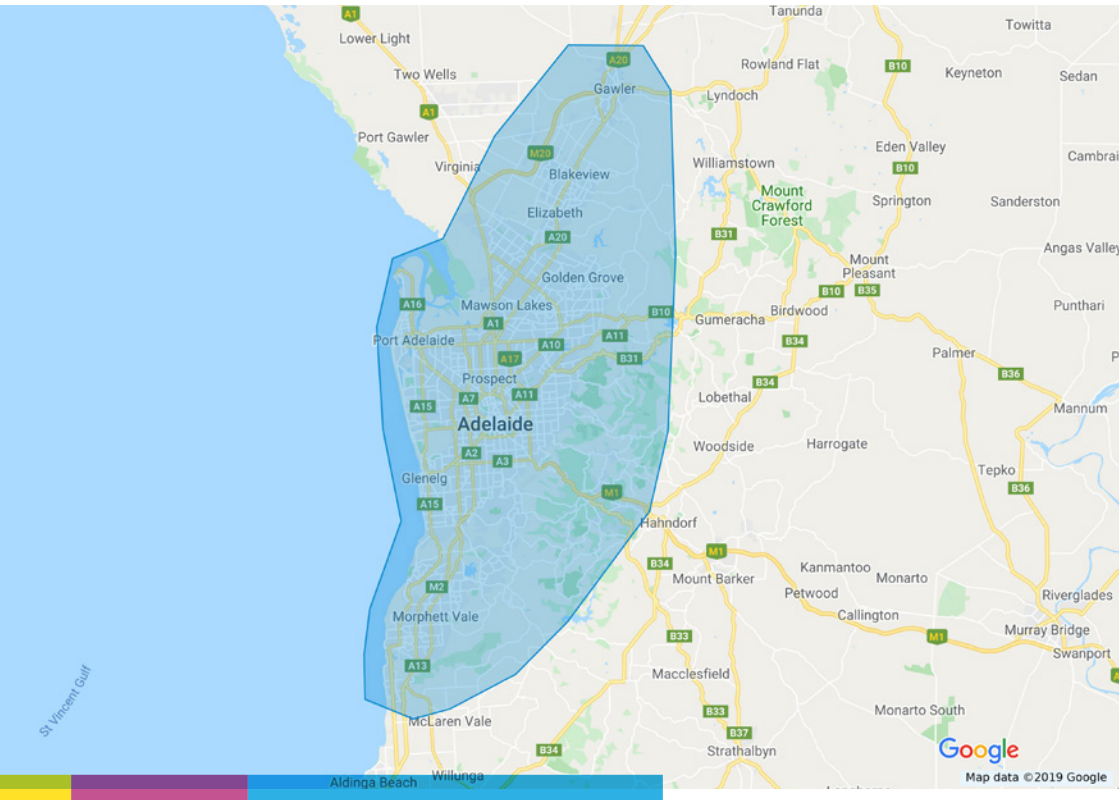 A1
Tanunda
Towitta
Lower Light
A20
Rowland Flat
B10
Keyneton
Sedan
Two Wells
Gawler
Lyndoch
A1
Port Gawler
Eden Valley
Cambrai
M20
Virginia
Blakeview
Williamstown
B10
Mount
Crawford
Forest
Springton
Sanderston
Elizabeth
A20
B31
Angas Valley
Mount
Pleasant
Golden Grove
B10
B35
A16
Mawson Lakes
Punthari
B10
Birdwood
Gumeracha
A1
Port Adelaide
A11
A10
B34
Palmer
A17
B31
Prospect
B36
B34
A7
A11
Lobethal
A15
Mannum
Adelaide
Woodside
Harrogate
A2
A3
Tepko
Glenelg
M1
B36
A15
Hahndorf
M1
B34
Kanmantoo
Mount Barker
Monarto
M2
Petwood
Riverglades
Morphett Vale
Callington
Murray Bridge
B33
M1
Swanport
A13
Macclesfield
St Vincent Gulf
McLaren Vale
B33
Monarto South
B37
B34
Strathalbyn
Google
Willunga
Aldinga Beach
Map data ©2019 Google